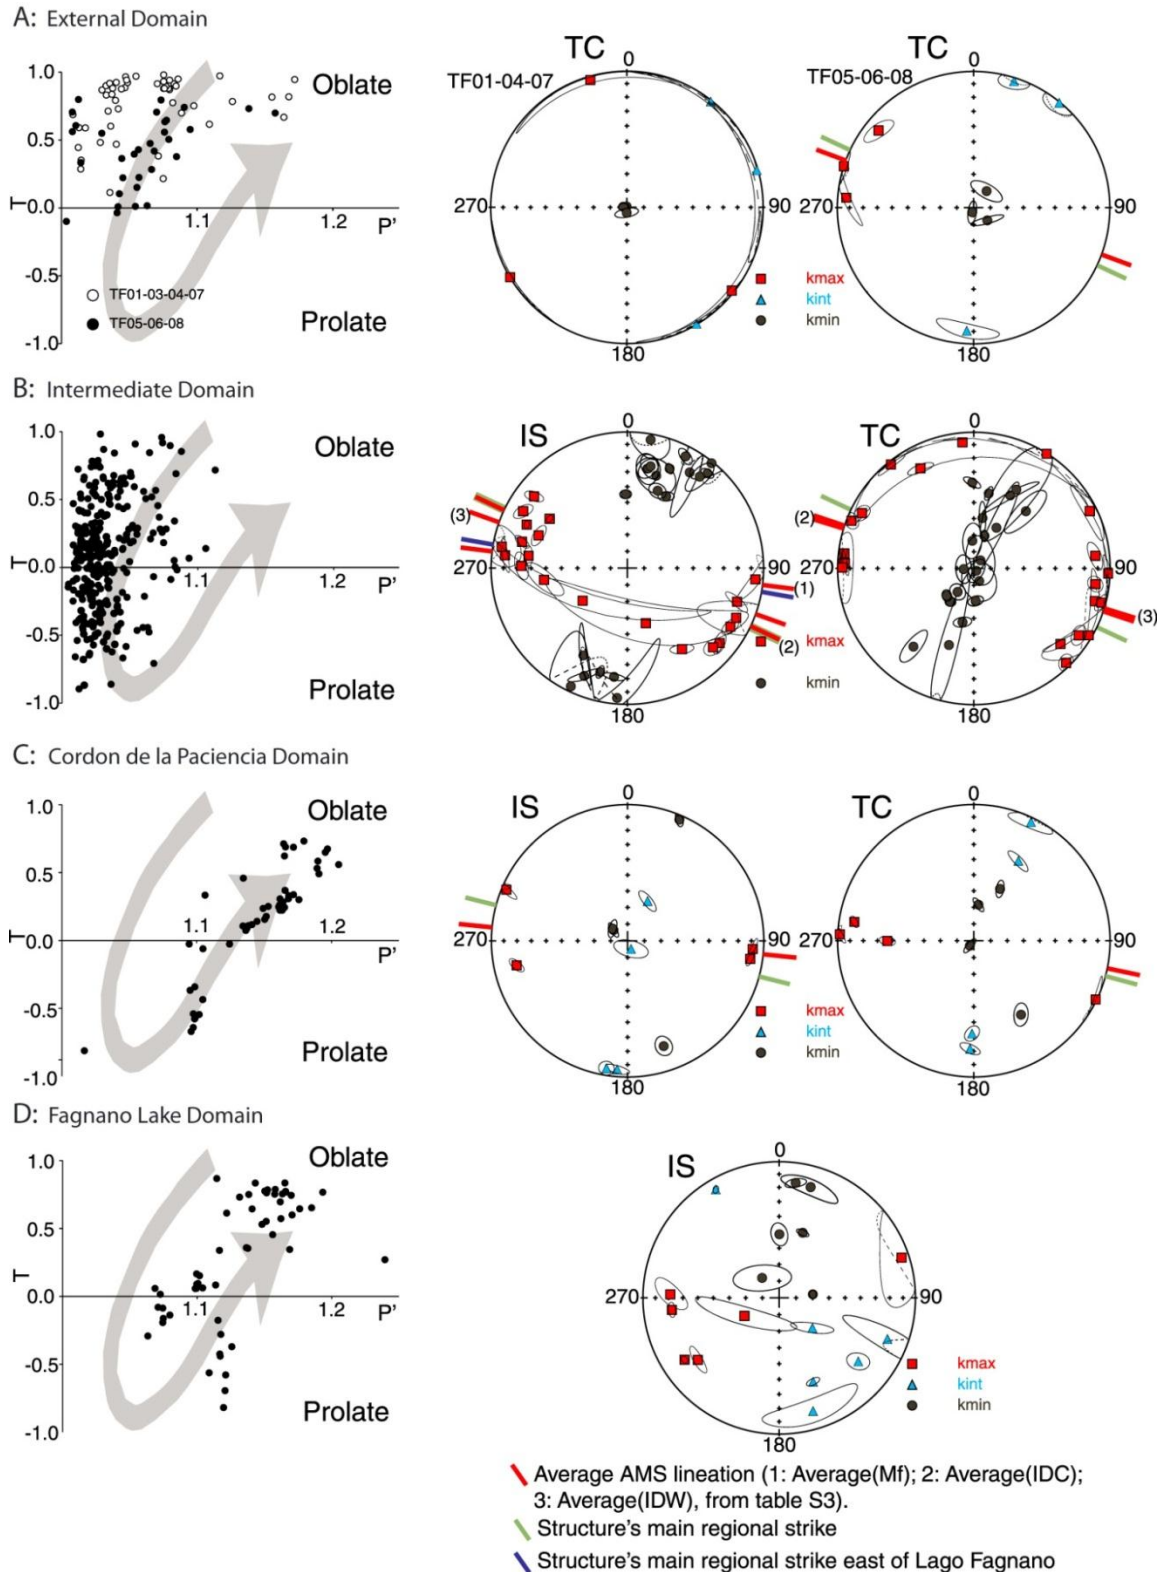 A: External Domain
1.0
0.5
0.0
-0.5
-1.0
T
1.1
1.2
P'
Oblate
Prolate
TF01-03-04-07
TF05-06-08
TC
TF01-04-07
0
90
180
270
kmax
kint
kmin
TC
TF05-06-08
0
90
180
B: Intermediate Domain
1.0
0.5
0.0
-0.5
-1.0
T
1.1
1.2
P'
Oblate
Prolate
IS
0
90
180
270
(3)
(1)
(2)
kmax
kmin
TC
0
90
180
270
(2)
(3)
C: Cordon de la Paciencia Domain
1.0
0.5
0.0
-0.5
-1.0
T
1.1
1.2
P'
Oblate
Prolate
IS
0
90
180
270
kmax
kint
kmin
TC
0
90
180
270
D: Fagnano Lake Domain
1.0
0.5
0.0
-0.5
-1.0
T
1.1
1.2
P'
Oblate
Prolate
IS
0
90
180
270
kmax
kint
kmin
Average AMS lineation (1: Average(Mf); 2: Average(IDC);
3: Average(IDW), from table S3).
Structure's main regional strike
Structure's main regional strike east of Lago Fagnano